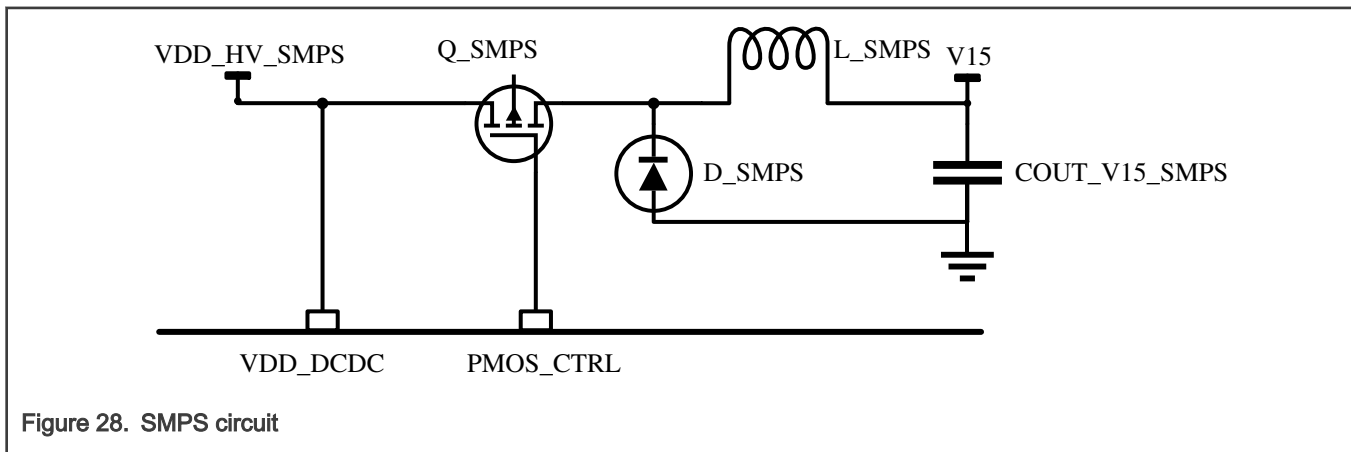 VDD_HV_SMPS
Q_SMPS
L_SMPS
V15
D_SMPS
COUT_V15_SMPS
VDD_DCDC
PMOS_CTRL
Figure 28. SMPS circuit